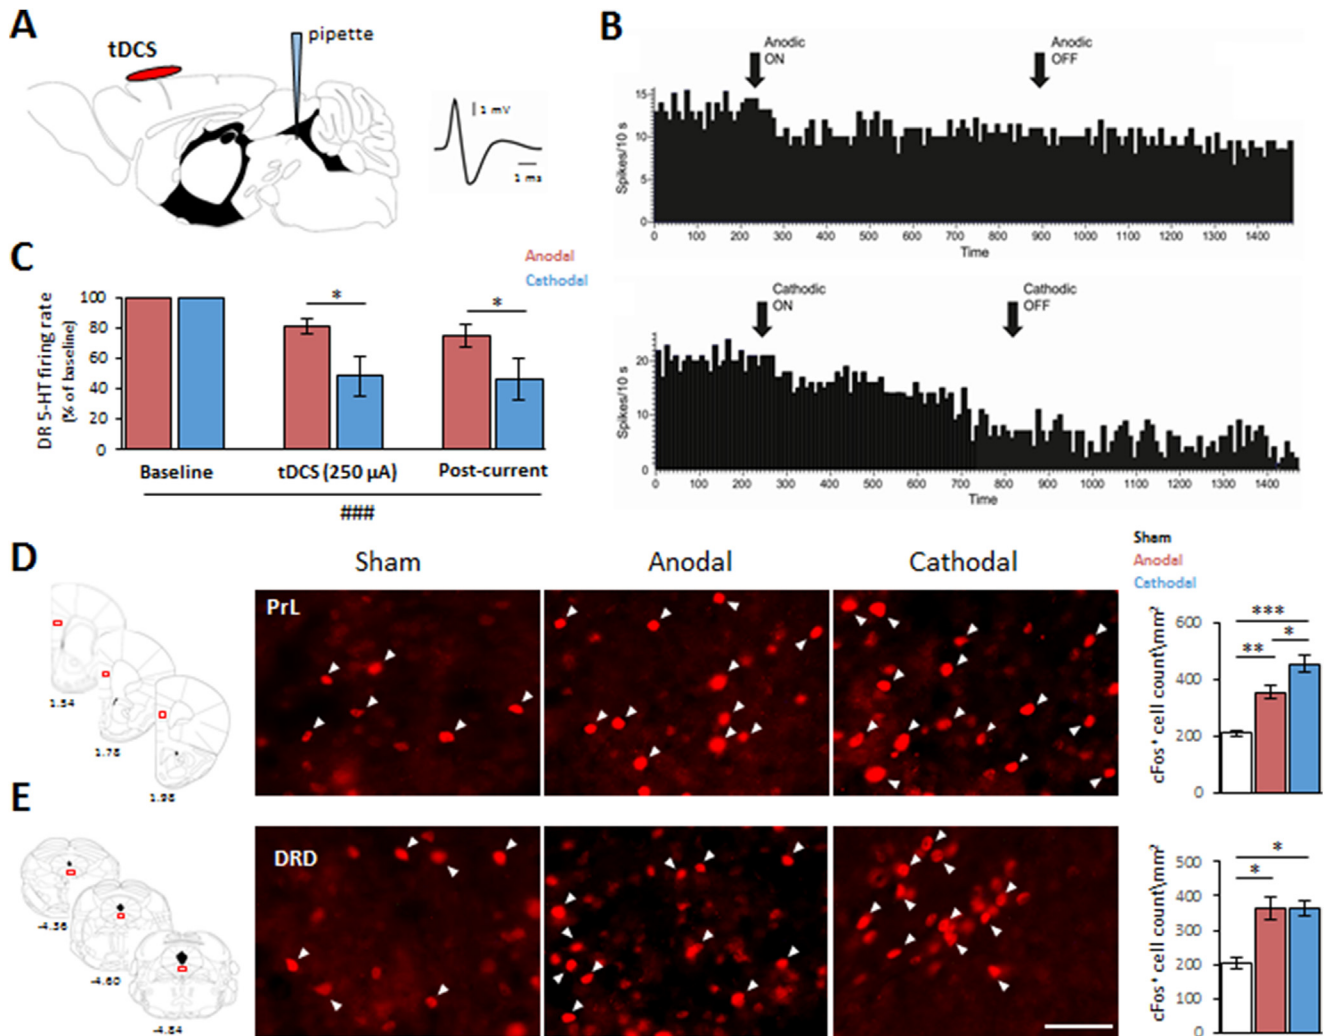 A
tDCS
pipette
1 mV
1 ms
B
Anodic
ON
Anodic
OFF
Spikes/10 s
15
10
5
0
0 100 200 300 400 500 600 700 800 900 1000 1100 1200 1300 1400
Time
Cathodic
ON
Cathodic
OFF
Spikes/10 s
20
10
0
0 100 200 300 400 500 600 700 800 900 1000 1100 1200 1300 1400
Time
C
Anodal
Cathodal
DR 5-HT firing rate
(% of baseline)
100
80
60
40
20
0
*
*
Baseline
tDCS (250 µA)
Post-current
###
D
Sham
Anodal
Cathodal
PrL
1.54
1.78
1.98
Sham
Anodal
Cathodal
cFos⁺ cell count\mm²
600
400
200
0
***
**
*
E
DRD
-4.36
-4.60
-4.84
cFos⁺ cell count\mm²
500
400
300
200
100
0
*
*